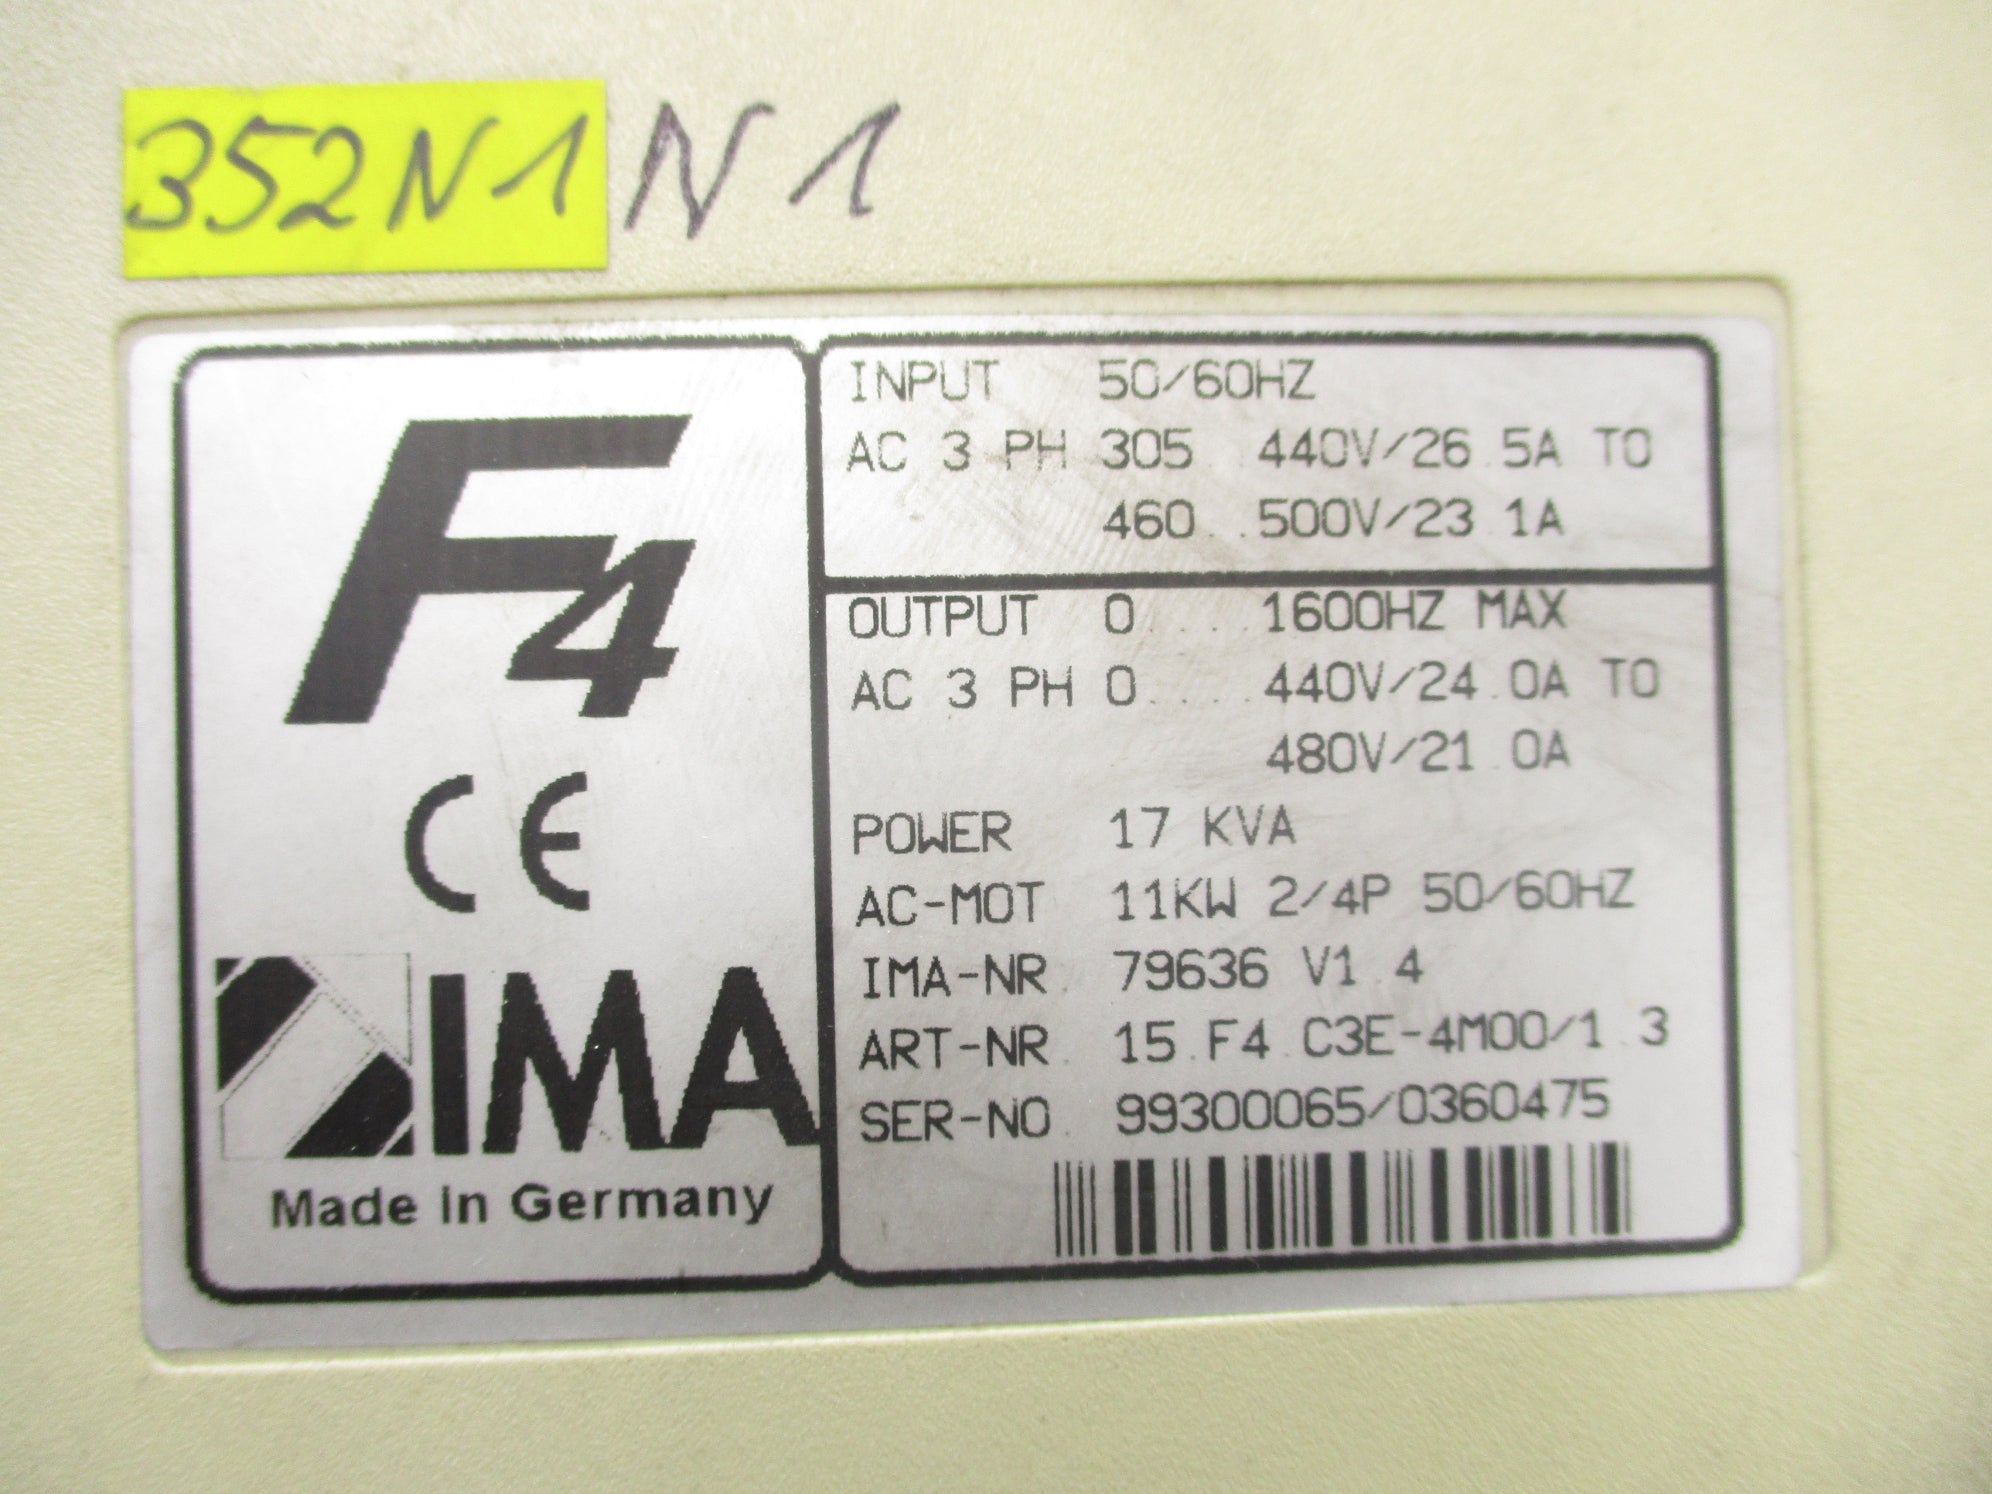 352N1 N1
F4
CE
IMA
Made in Germany
INPUT 50/60HZ
AC 3 PH 305..440V/26.5A TO
460..500V/23.1A
OUTPUT 0....1600HZ MAX
AC 3 PH 0....440V/24.0A TO
480V/21.0A
POWER 17 KVA
AC-MOT 11KW 2/4P 50/60HZ
IMA-NR. 79636 V1.4
ART-NR. 15.F4.C3E-4M00/1.3
SER-NO. 99300065/0360475